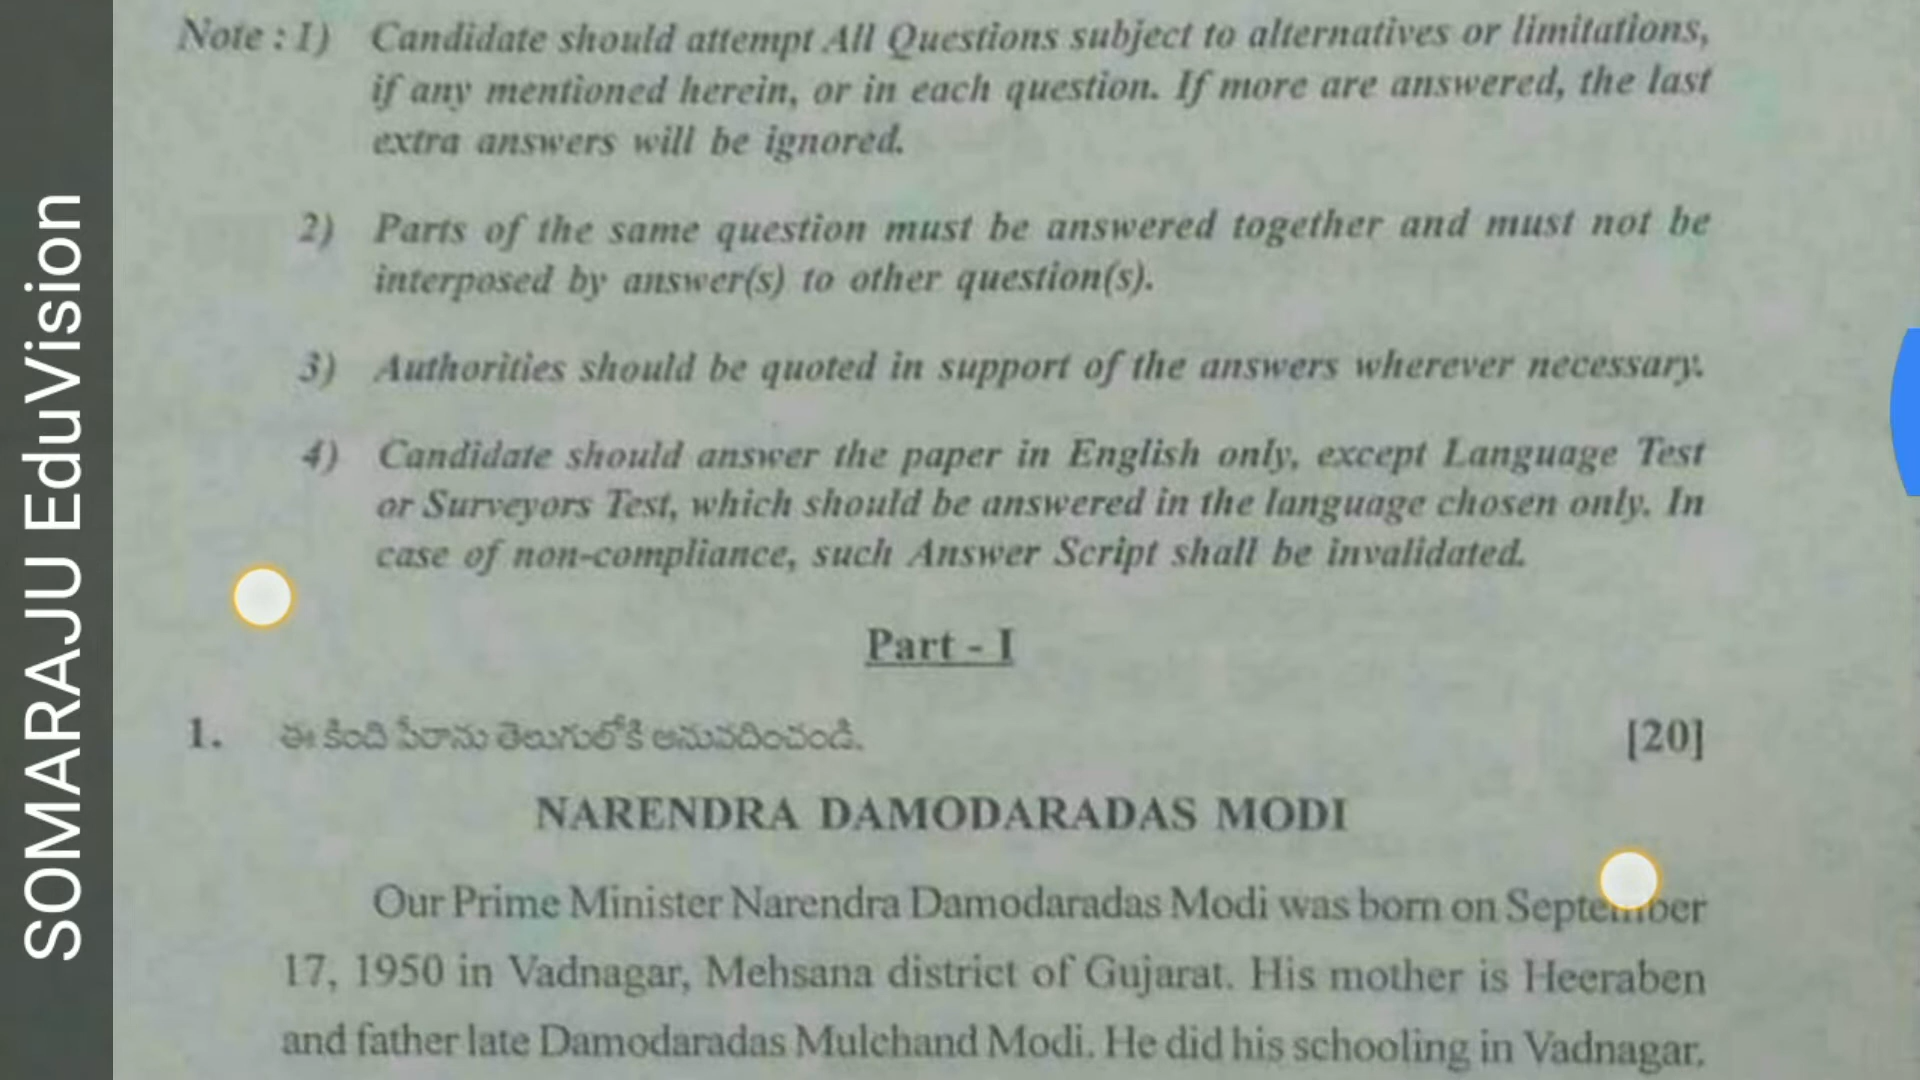 SOMARAJU EduVision
Note : 1) Candidate should attempt All Questions subject to alternatives or limitations,
if any mentioned herein, or in each question. If more are answered, the last
extra answers will be ignored.
2) Parts of the same question must be answered together and must not be
interposed by answer(s) to other question(s).
3) Authorities should be quoted in support of the answers wherever necessary.
4) Candidate should answer the paper in English only, except Language Test
or Surveyors Test, which should be answered in the language chosen only. In
case of non-compliance, such Answer Script shall be invalidated.
Part - I
1. ఈ కింది పేరాను తెలుగులోకి అనువదించండి. [20]
NARENDRA DAMODARADAS MODI
Our Prime Minister Narendra Damodaradas Modi was born on September
17, 1950 in Vadnagar, Mehsana district of Gujarat. His mother is Heeraben
and father late Damodaradas Mulchand Modi. He did his schooling in Vadnagar.